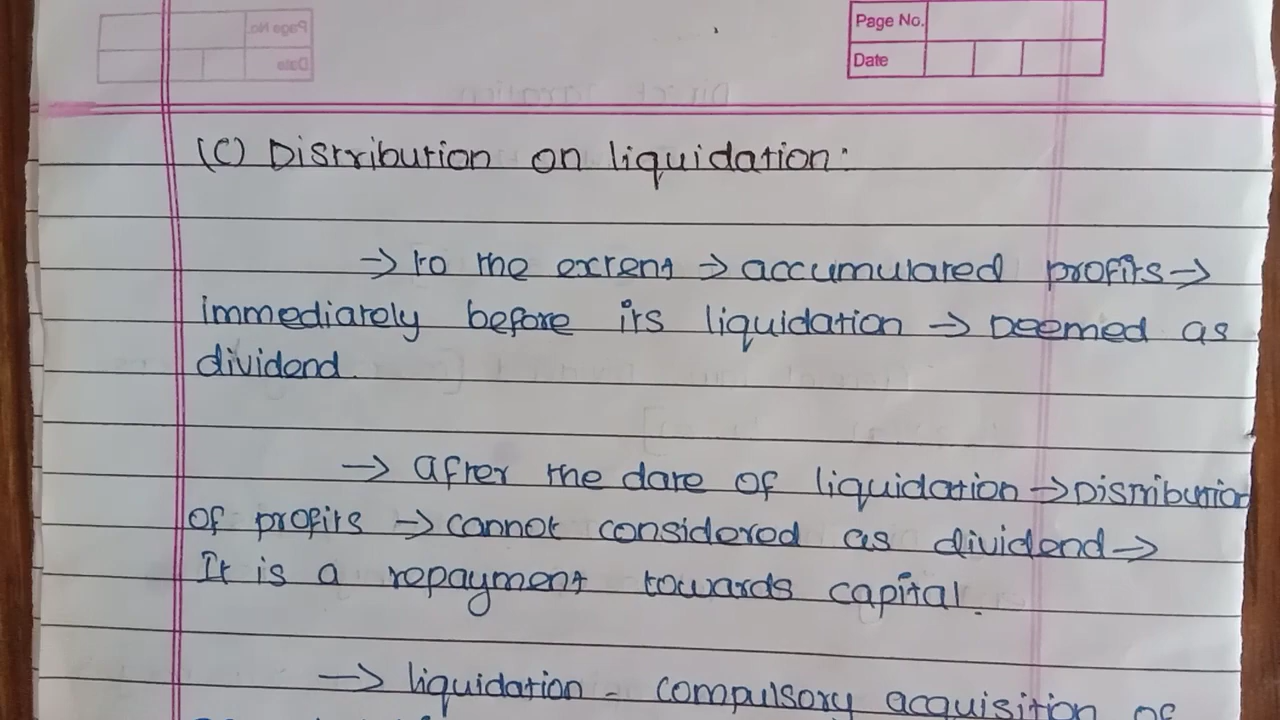 Page No.
Date
(C) Distribution on liquidation:
→ to the extent → accumulated profits →
immediately before its liquidation → Deemed as
dividend.
→ After the date of liquidation → Distribution
of profits → cannot considered as dividend →
It is a repayment towards capital.
→ liquidation - compulsory acquisition of